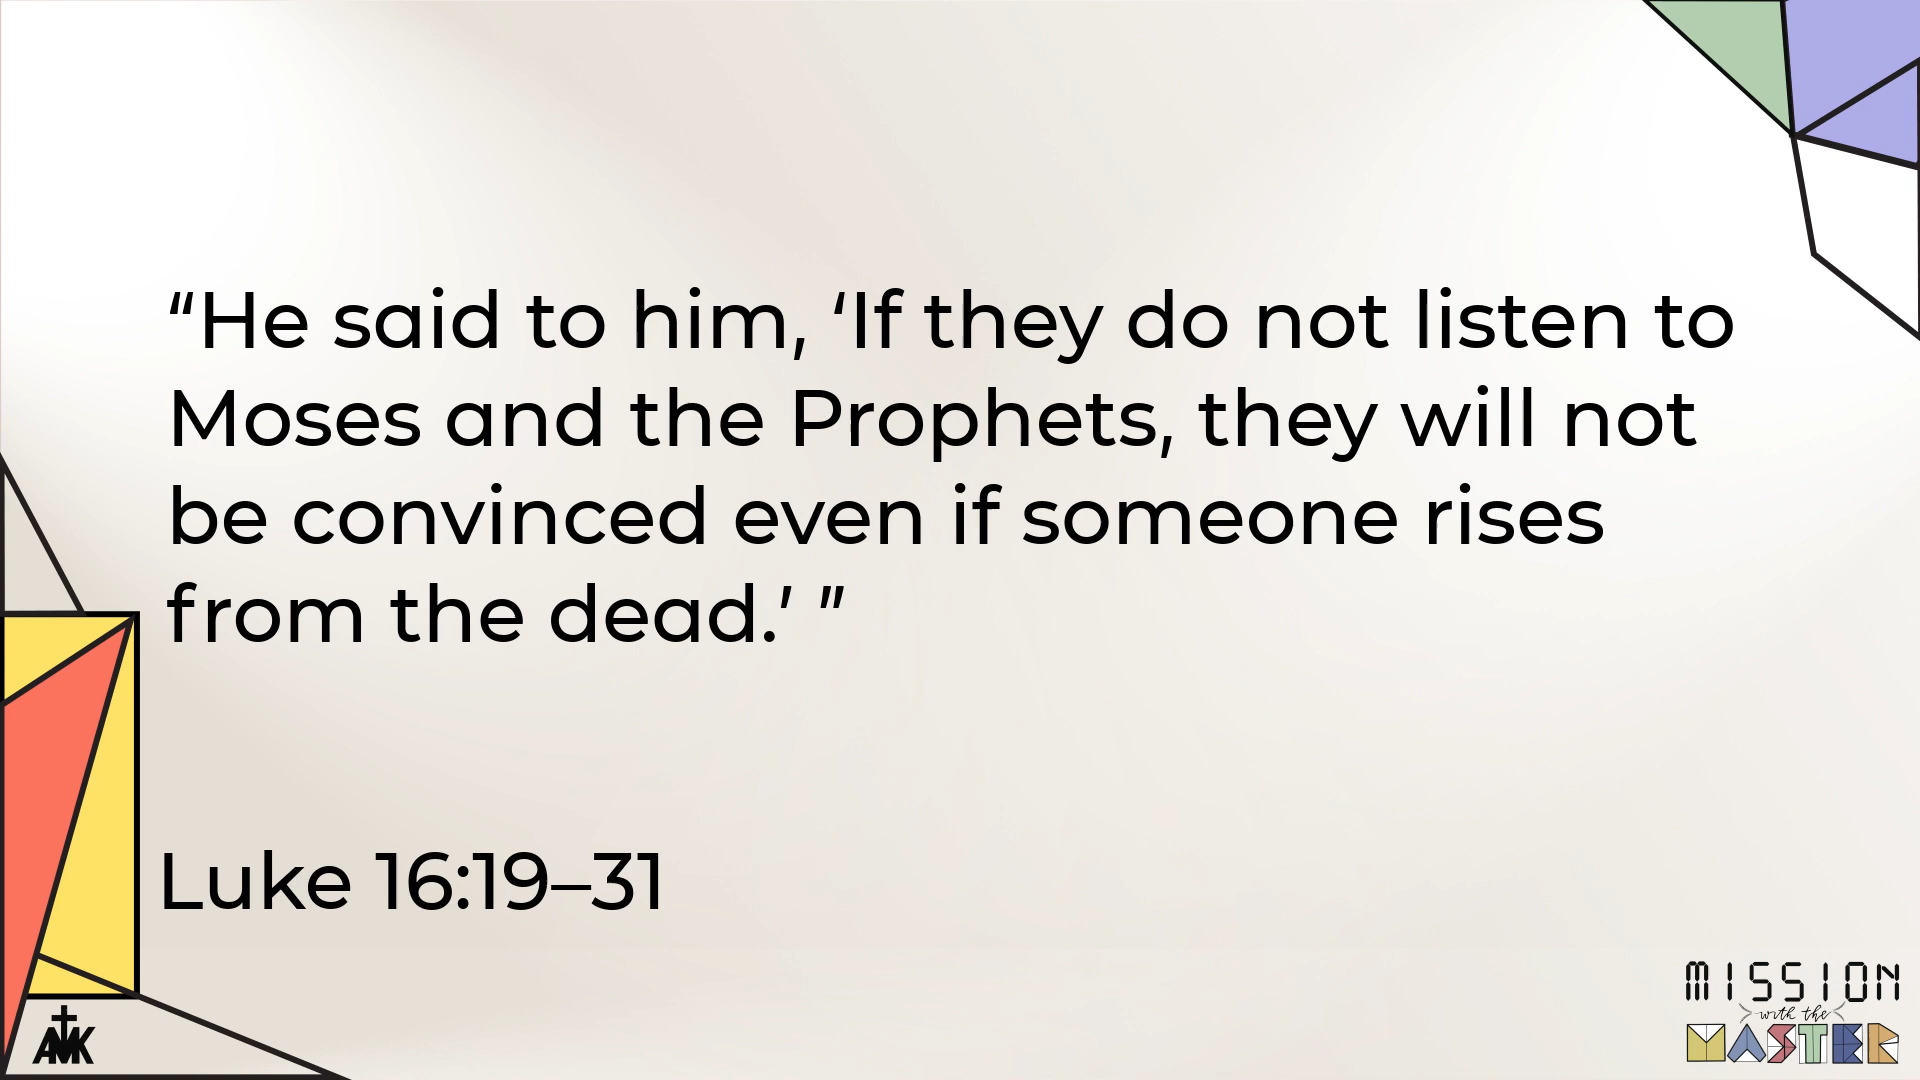 “He said to him, ‘If they do not listen to
Moses and the Prophets, they will not
be convinced even if someone rises
from the dead.’ ”
Luke 16:19–31
AMK
MISSION
with the
MASTER